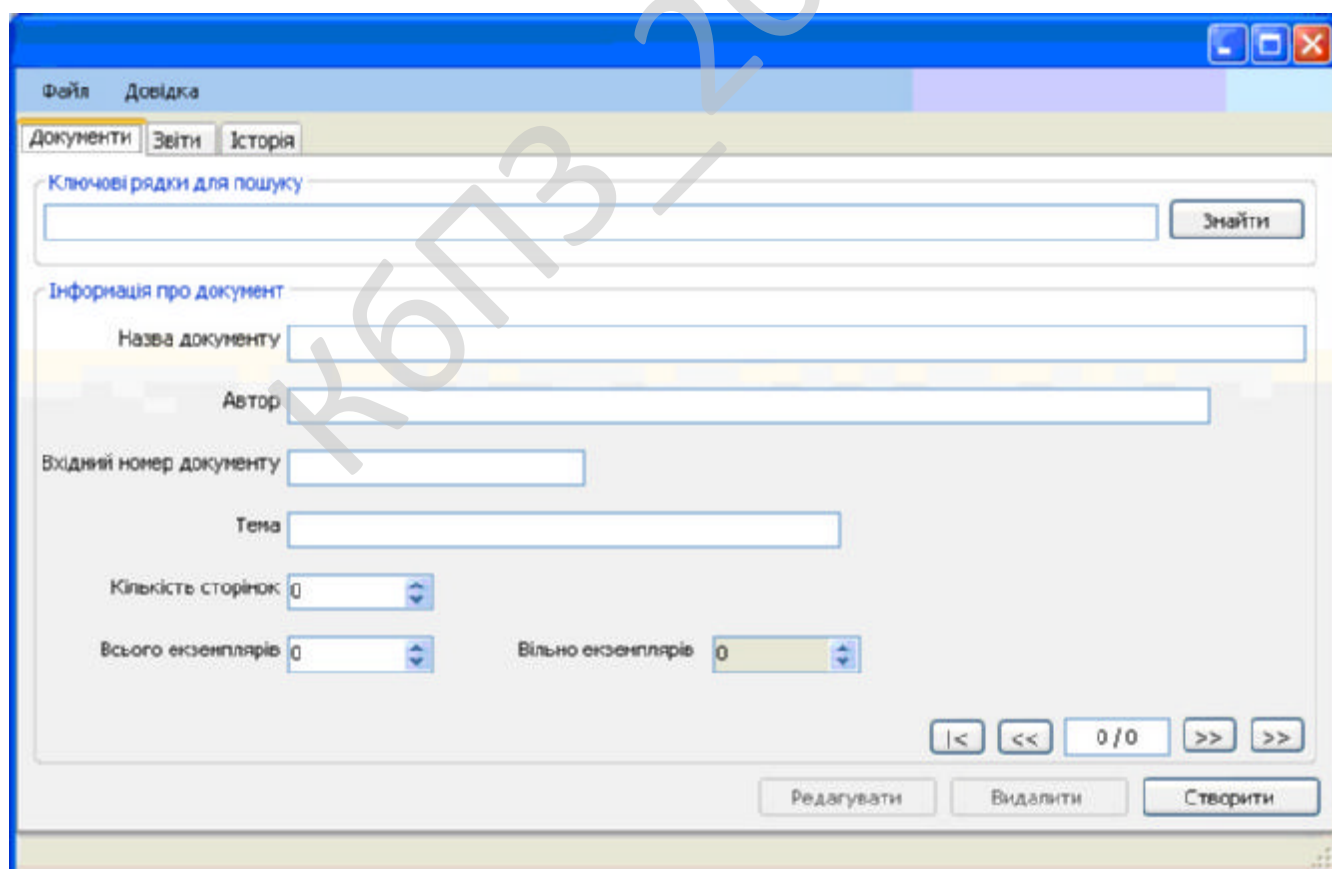 Файл Довідка
Документи Звіти Історія
Ключові рядки для пошуку
Знайти
Інформація про документ
Назва документу
Автор
Вхідний номер документу
Тема
Кількість сторінок 0
Всього екземплярів 0 Вільно екземплярів 0
|< << 0 / 0 >> >>
Редагувати Видалити Створити
КбПЗ_20